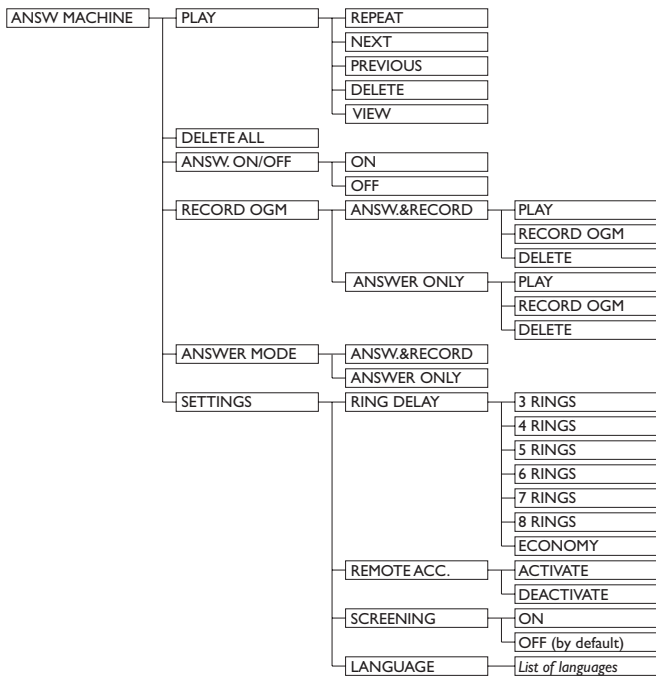 ANSW MACHINE PLAY REPEAT
NEXT
PREVIOUS
DELETE
VIEW
DELETE ALL
ANSW. ON/OFF ON
OFF
RECORD OGM ANSW.&RECORD PLAY
RECORD OGM
DELETE
ANSWER ONLY PLAY
RECORD OGM
DELETE
ANSWER MODE ANSW.&RECORD
ANSWER ONLY
SETTINGS RING DELAY 3 RINGS
4 RINGS
5 RINGS
6 RINGS
7 RINGS
8 RINGS
ECONOMY
REMOTE ACC. ACTIVATE
DEACTIVATE
SCREENING ON
OFF (by default)
LANGUAGE List of languages